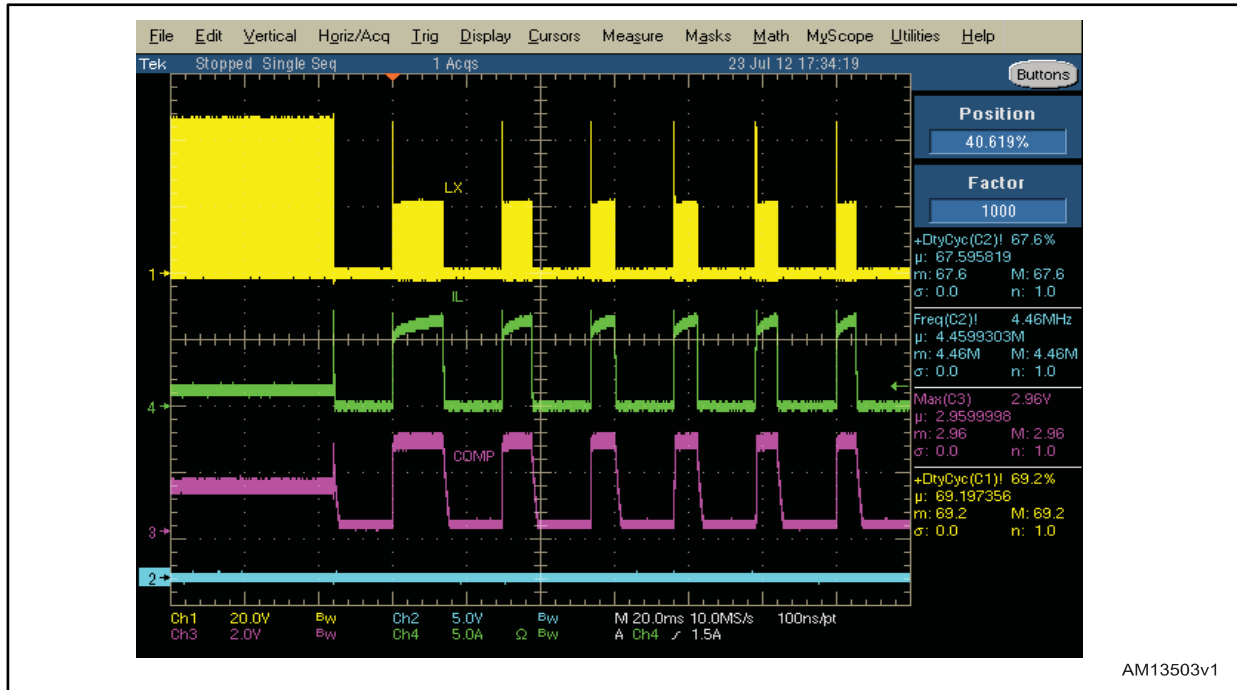 File Edit Vertical Horiz/Acq Trig Display Cursors Measure Masks Math MyScope Utilities Help
Tek Stopped Single Seq 1 Acqs 23 Jul 12 17:34:19
Buttons
Position
40.619%
Factor
1000
LX
1
IL
4
COMP
3
2
+DtyCyc(C2)! 67.6%
µ: 67.595819
m: 67.6 M: 67.6
σ: 0.0 n: 1.0
Freq(C2)! 4.46MHz
µ: 4.4599303M
m: 4.46M M: 4.46M
σ: 0.0 n: 1.0
Max(C3) 2.96V
µ: 2.9599998
m: 2.96 M: 2.96
σ: 0.0 n: 1.0
+DtyCyc(C1)! 69.2%
µ: 69.197356
m: 69.2 M: 69.2
σ: 0.0 n: 1.0
Ch1 20.0V Bw Ch2 5.0V Bw M 20.0ms 10.0MS/s 100ns/pt
Ch3 2.0V Bw Ch4 5.0A Ω Bw A Ch4 ⁄ 1.5A
AM13503v1